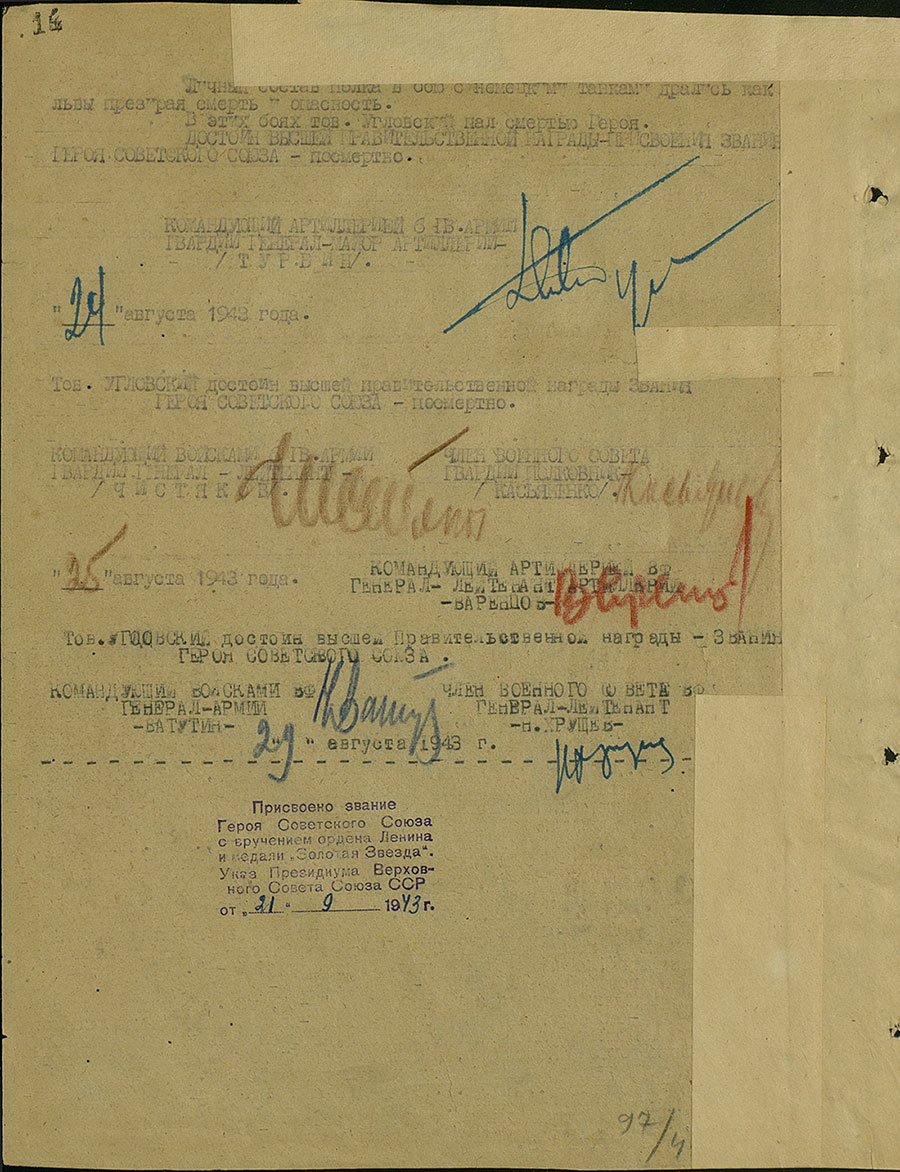 14
Личный состав полка в бою с немецкими танками дрались как
львы презирая смерть и опасность.
В этих боях тов. Угловский пал смертью Героя.
ДОСТОИН ВЫСШЕЙ ПРАВИТЕЛЬСТВЕННОЙ НАГРАДЫ-ПРИСВОЕНИЯ ЗВАНИЯ
ГЕРОЯ СОВЕТСКОГО СОЮЗА - посмертно.
КОМАНДУЮЩИЙ АРТИЛЛЕРИЕЙ 6 ГВ.АРМИИ
ГВАРДИИ ГЕНЕРАЛ-МАЙОР АРТИЛЛЕРИИ-
- /Т У Р Б И Н/. -
"24" августа 1943 года.
Тов. УГЛОВСКИЙ достоин высшей правительственной награды Звания
ГЕРОЯ СОВЕТСКОГО СОЮЗА - посмертно.
КОМАНДУЮЩИЙ ВОЙСКАМИ 6 ГВ.АРМИИ ЧЛЕН ВОЕННОГО СОВЕТА
ГВАРДИИ ГЕНЕРАЛ - ЛЕЙТЕНАНТ - ГВАРДИИ ПОЛКОВНИК-
/ Ч И С Т Я К О В /. / КАСЬЯНЕНКО/.
"25" августа 1943 года. КОМАНДУЮЩИЙ АРТИЛЛЕРИЕЙ ВФ
ГЕНЕРАЛ- ЛЕЙТЕНАНТ АРТИЛЛЕРИИ
-ВАРЕНЦОВ-
Тов. УГЛОВСКИЙ достоин высшей Правительственной награды - ЗВАНИЯ
ГЕРОЯ СОВЕТСКОГО СОЮЗА .
КОМАНДУЮЩИЙ ВОЙСКАМИ ВФ ЧЛЕН ВОЕННОГО СОВЕТА ВФ
ГЕНЕРАЛ-АРМИИ ГЕНЕРАЛ-ЛЕЙТЕНАНТ
-ВАТУТИН- -Н.ХРУЩЕВ-
29 " августа 1943 г.
Присвоено звание
Героя Советского Союза
с вручением ордена Ленина
и медали „Золотая Звезда".
Указ Президиума Верхов-
ного Совета Союза ССР
от „21" 9 1943 г.
97/4